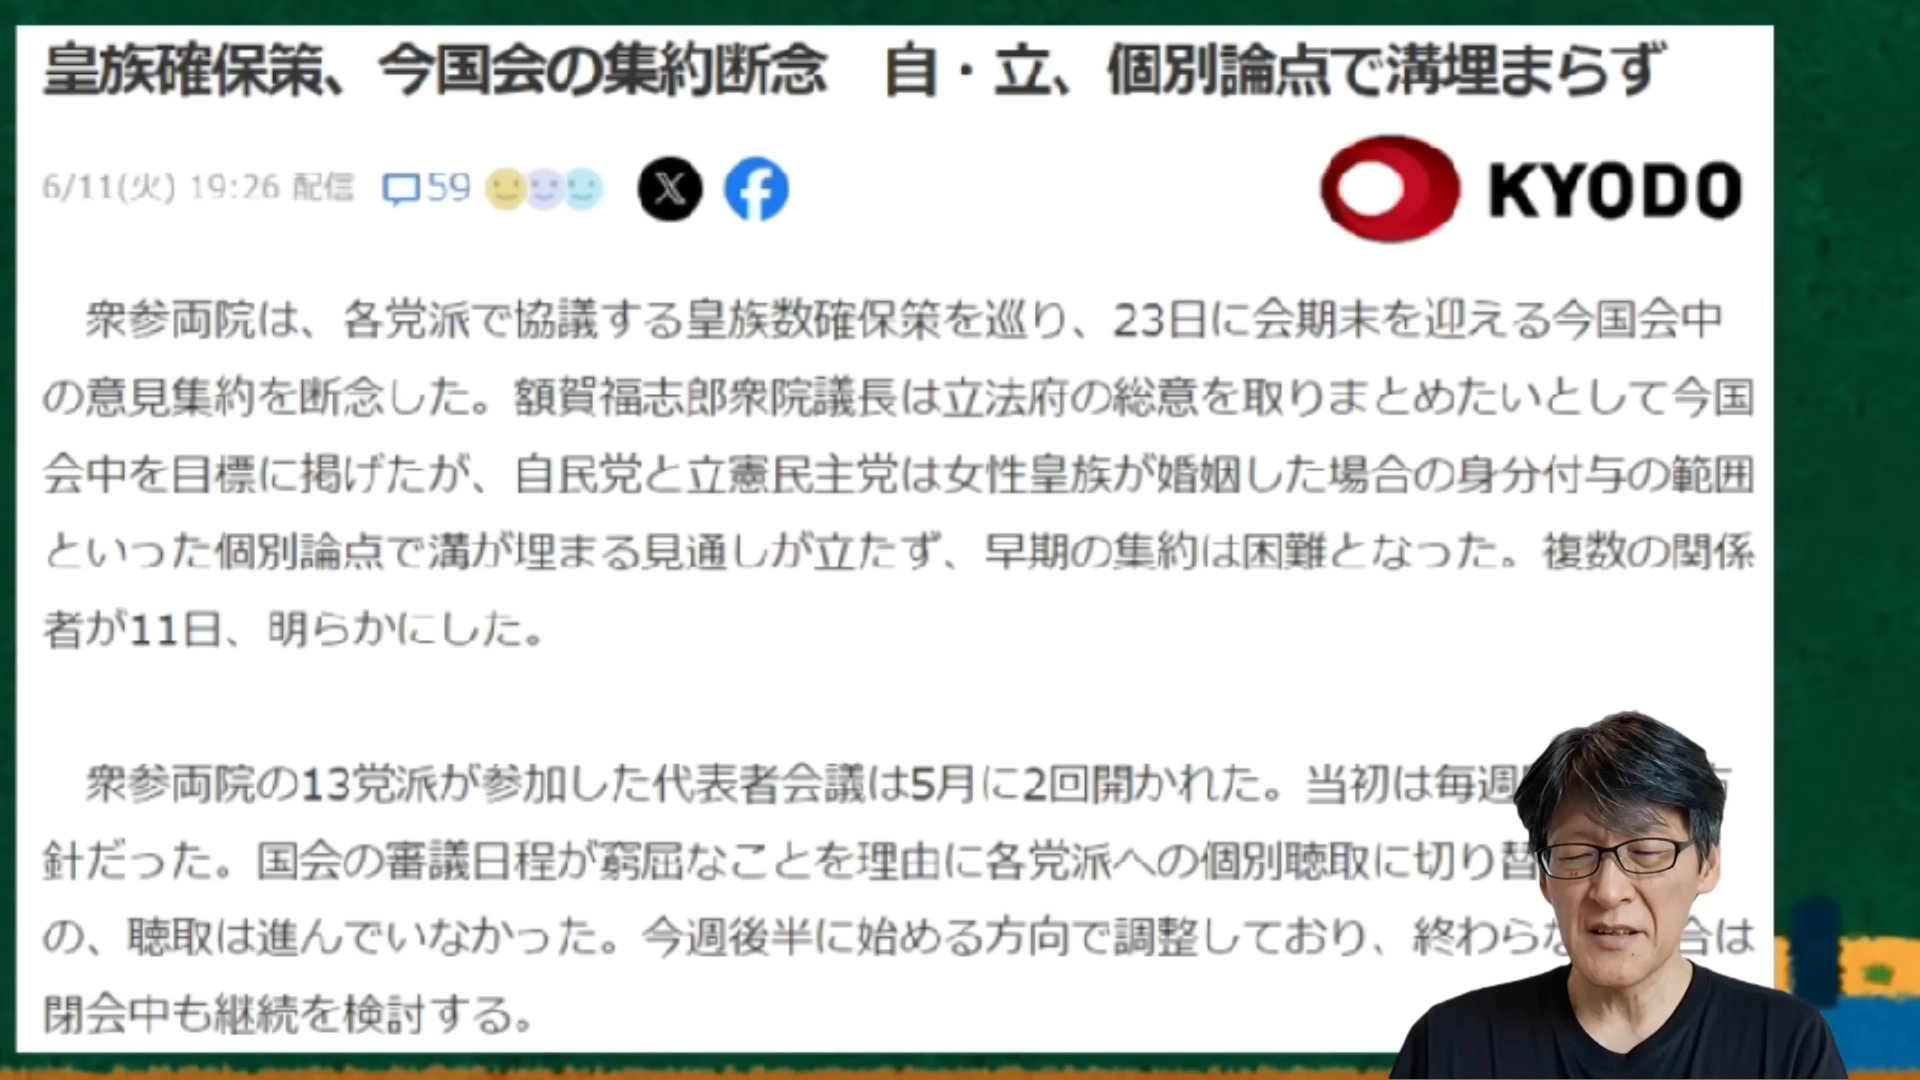 皇族確保策、今国会の集約断念　自・立、個別論点で溝埋まらず
6/11(火) 19:26 配信 59
KYODO
衆参両院は、各党派で協議する皇族数確保策を巡り、23日に会期末を迎える今国会中
の意見集約を断念した。額賀福志郎衆院議長は立法府の総意を取りまとめたいとして今国
会中を目標に掲げたが、自民党と立憲民主党は女性皇族が婚姻した場合の身分付与の範囲
といった個別論点で溝が埋まる見通しが立たず、早期の集約は困難となった。複数の関係
者が11日、明らかにした。
衆参両院の13党派が参加した代表者会議は5月に2回開かれた。当初は毎週
針だった。国会の審議日程が窮屈なことを理由に各党派への個別聴取に切り替
の、聴取は進んでいなかった。今週後半に始める方向で調整しており、終わらな 合は
閉会中も継続を検討する。